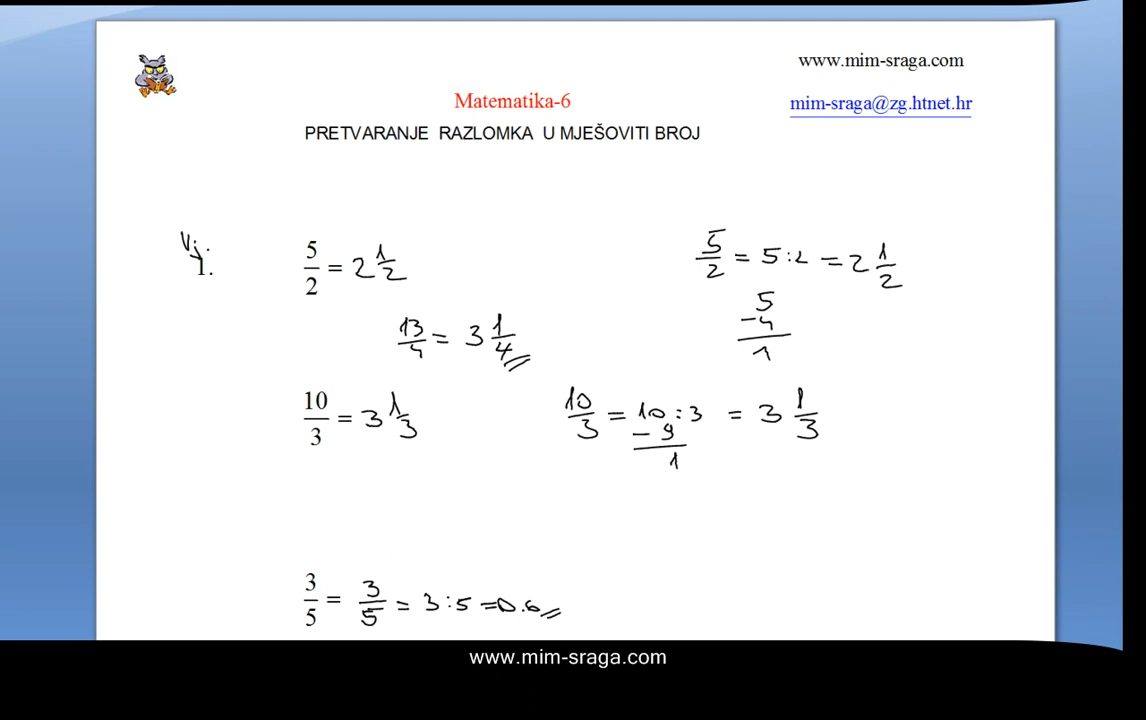 www.mim-sraga.com
Matematika-6
mim-sraga@zg.htnet.hr
PRETVARANJE RAZLOMKA U MJEŠOVITI BROJ
Vj.
1. 5/2 = 2 1/2
5/2 = 5:2 = 2 1/2
5
-4
1
13/4 = 3 1/4
10/3 = 3 1/3
10/3 = 10:3 = 3 1/3
-9
1
3/5 = 3/5 = 3:5 = 0.6
www.mim-sraga.com